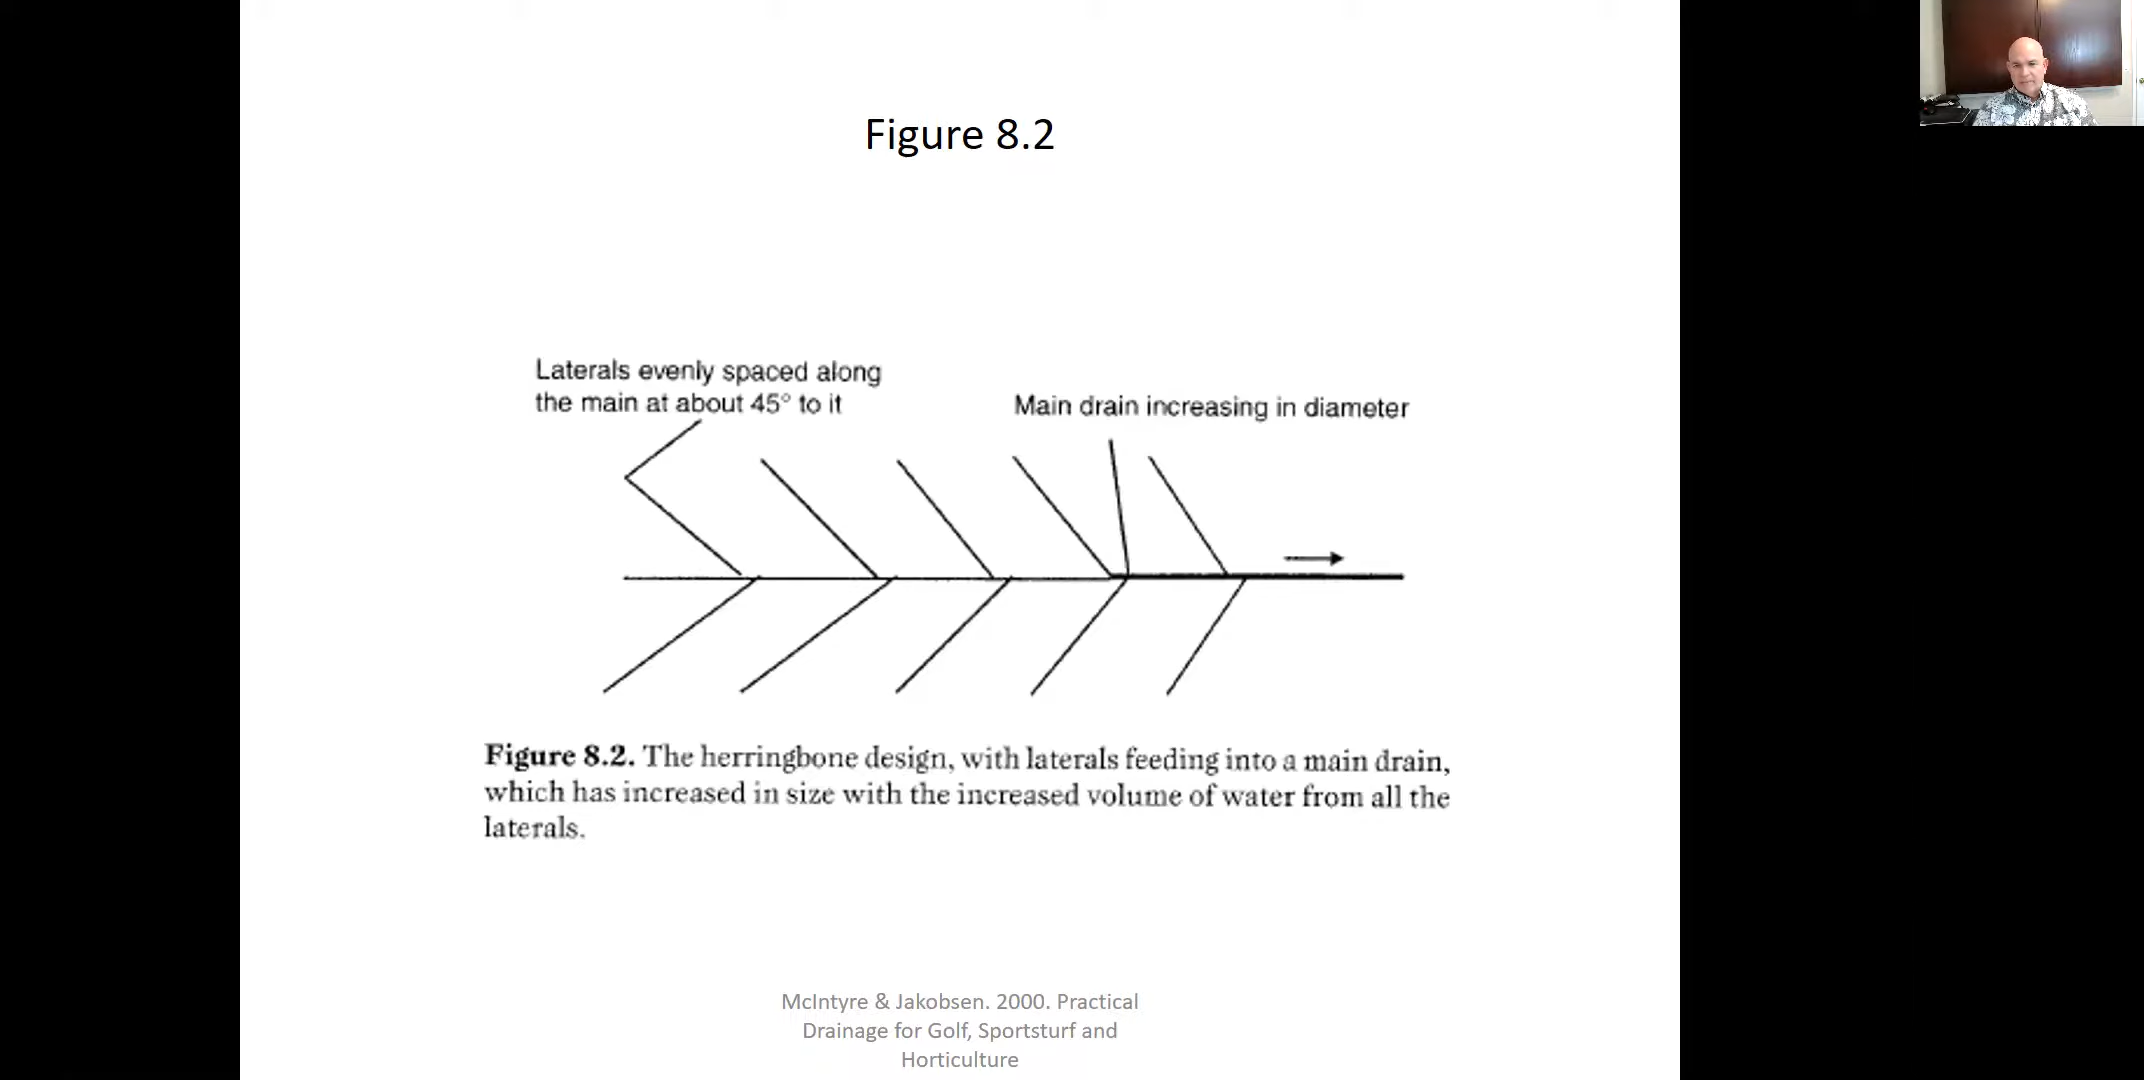 Figure 8.2
Laterals evenly spaced along
the main at about 45° to it
Main drain increasing in diameter
Figure 8.2. The herringbone design, with laterals feeding into a main drain,
which has increased in size with the increased volume of water from all the
laterals.
McIntyre & Jakobsen. 2000. Practical
Drainage for Golf, Sportsturf and
Horticulture